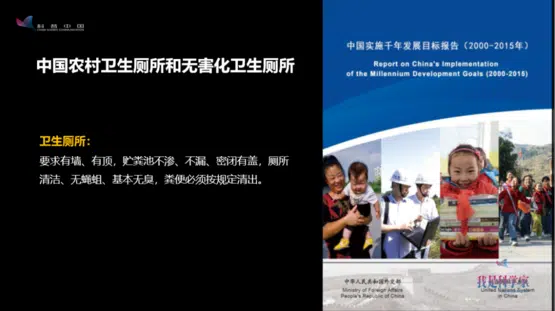 科普中国
中国农村卫生厕所和无害化卫生厕所
卫生厕所：
要求有墙、有顶，贮粪池不渗、不漏、密闭有盖，厕所
清洁、无蝇蛆、基本无臭，粪便必须按规定清出。
中国实施千年发展目标报告（2000-2015年）
Report on China's Implementation
of the Millennium Development Goals (2000-2015)
中华人民共和国外交部
Ministry of Foreign Affairs
People's Republic of China
我是科学家
United Nations System
in China